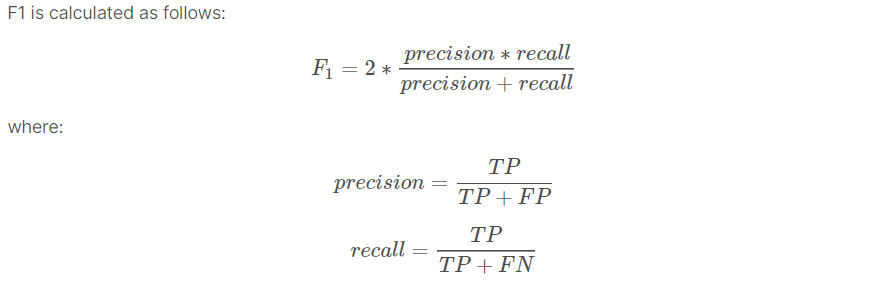 F1 is calculated as follows:
F₁ = 2 * (precision * recall) / (precision + recall)
where:
precision = TP / (TP + FP)
recall = TP / (TP + FN)